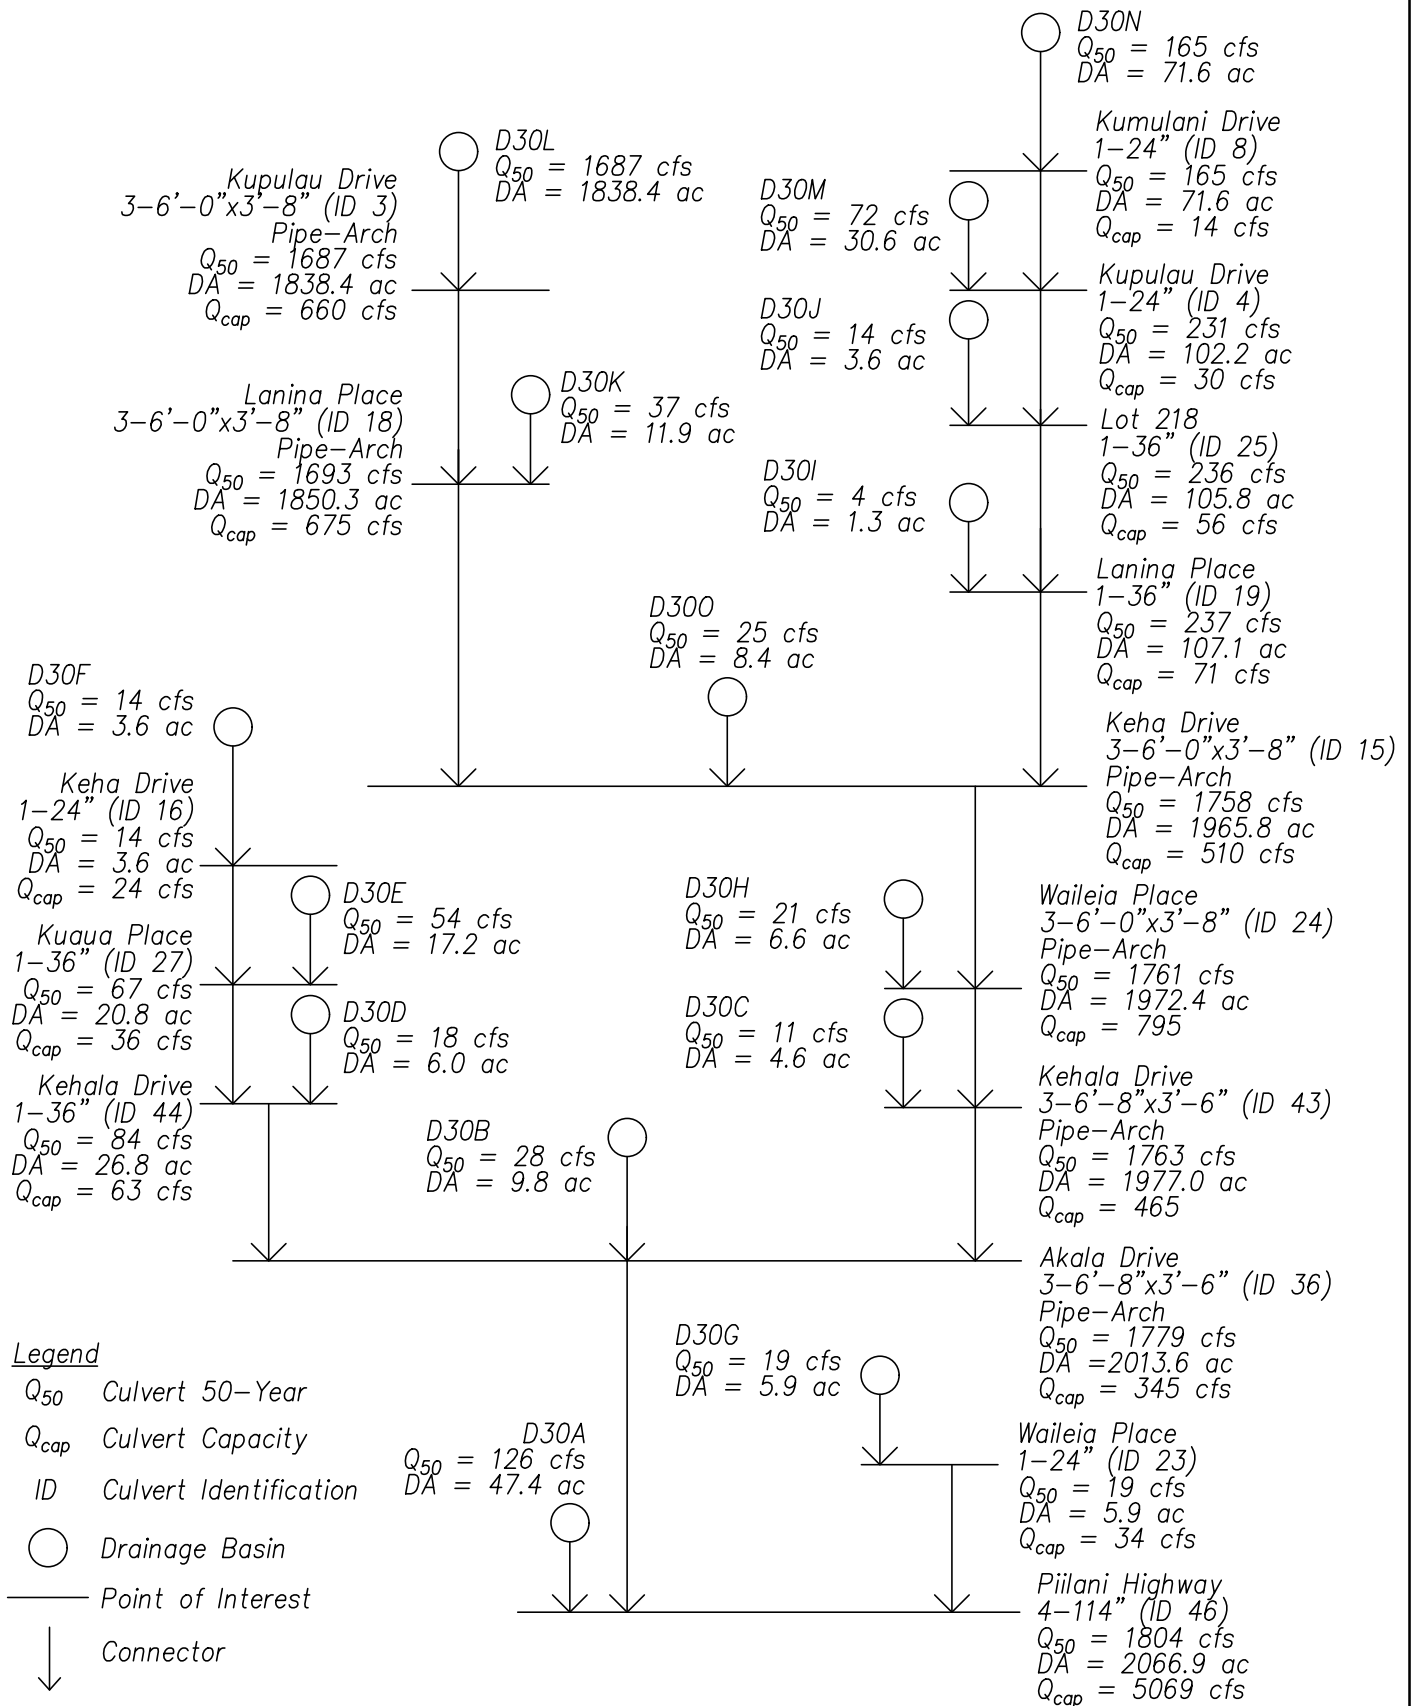 D30N
Q50 = 165 cfs
DA = 71.6 ac
Kumulani Drive
1-24" (ID 8)
Q50 = 165 cfs
DA = 71.6 ac
Qcap = 14 cfs
D30L
Q50 = 1687 cfs
DA = 1838.4 ac
Kupulau Drive
3-6'-0"x3'-8" (ID 3)
Pipe-Arch
Q50 = 1687 cfs
DA = 1838.4 ac
Qcap = 660 cfs
D30M
Q50 = 72 cfs
DA = 30.6 ac
Kupulau Drive
1-24" (ID 4)
Q50 = 231 cfs
DA = 102.2 ac
Qcap = 30 cfs
D30J
Q50 = 14 cfs
DA = 3.6 ac
Lanina Place
3-6'-0"x3'-8" (ID 18)
Pipe-Arch
Q50 = 1693 cfs
DA = 1850.3 ac
Qcap = 675 cfs
D30K
Q50 = 37 cfs
DA = 11.9 ac
Lot 218
1-36" (ID 25)
Q50 = 236 cfs
DA = 105.8 ac
Qcap = 56 cfs
D30I
Q50 = 4 cfs
DA = 1.3 ac
Lanina Place
1-36" (ID 19)
Q50 = 237 cfs
DA = 107.1 ac
Qcap = 71 cfs
D30O
Q50 = 25 cfs
DA = 8.4 ac
D30F
Q50 = 14 cfs
DA = 3.6 ac
Keha Drive
3-6'-0"x3'-8" (ID 15)
Pipe-Arch
Q50 = 1758 cfs
DA = 1965.8 ac
Qcap = 510 cfs
Keha Drive
1-24" (ID 16)
Q50 = 14 cfs
DA = 3.6 ac
Qcap = 24 cfs
D30E
Q50 = 54 cfs
DA = 17.2 ac
D30H
Q50 = 21 cfs
DA = 6.6 ac
Waileia Place
3-6'-0"x3'-8" (ID 24)
Pipe-Arch
Q50 = 1761 cfs
DA = 1972.4 ac
Qcap = 795
Kuaua Place
1-36" (ID 27)
Q50 = 67 cfs
DA = 20.8 ac
Qcap = 36 cfs
D30D
Q50 = 18 cfs
DA = 6.0 ac
D30C
Q50 = 11 cfs
DA = 4.6 ac
Kehala Drive
3-6'-8"x3'-6" (ID 43)
Pipe-Arch
Q50 = 1763 cfs
DA = 1977.0 ac
Qcap = 465
Kehala Drive
1-36" (ID 44)
Q50 = 84 cfs
DA = 26.8 ac
Qcap = 63 cfs
D30B
Q50 = 28 cfs
DA = 9.8 ac
Akala Drive
3-6'-8"x3'-6" (ID 36)
Pipe-Arch
Q50 = 1779 cfs
DA =2013.6 ac
Qcap = 345 cfs
D30G
Q50 = 19 cfs
DA = 5.9 ac
Waileia Place
1-24" (ID 23)
Q50 = 19 cfs
DA = 5.9 ac
Qcap = 34 cfs
D30A
Q50 = 126 cfs
DA = 47.4 ac
Piilani Highway
4-114" (ID 46)
Q50 = 1804 cfs
DA = 2066.9 ac
Qcap = 5069 cfs
Legend
Q50 Culvert 50-Year
Qcap Culvert Capacity
ID Culvert Identification
Drainage Basin
Point of Interest
Connector